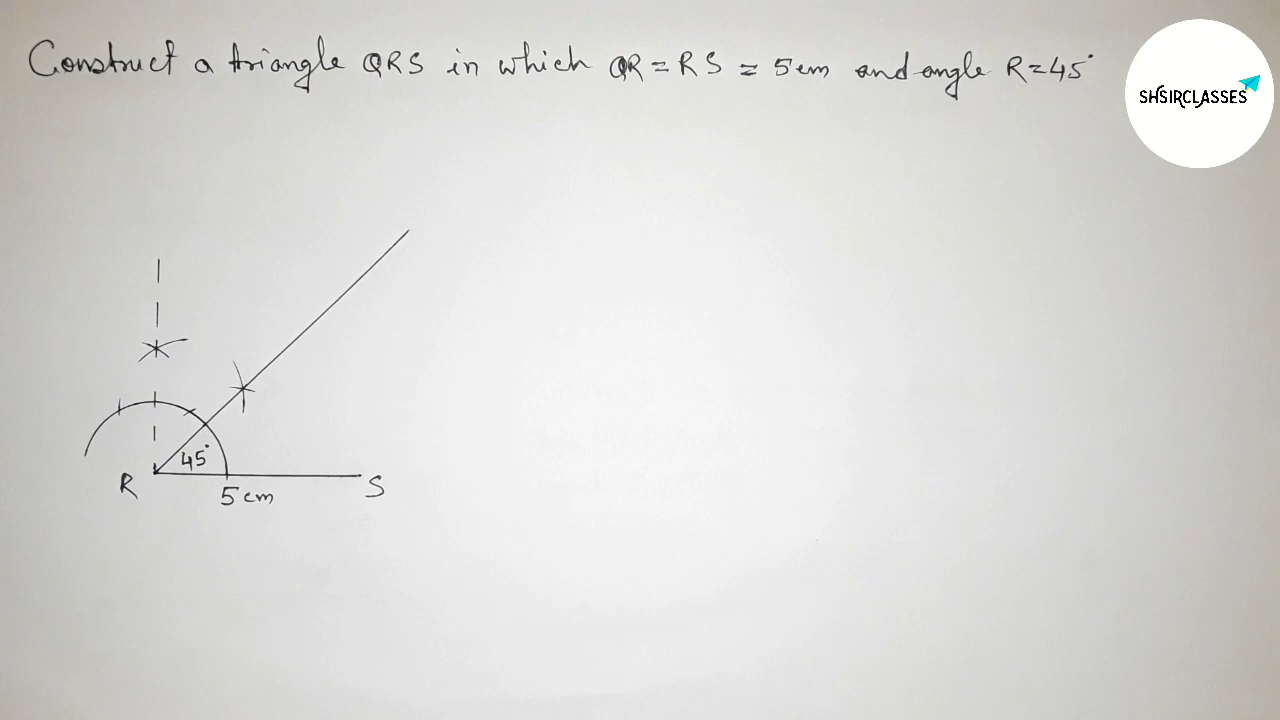 Construct a triangle QRS in which QR = RS = 5cm and angle R=45°
SHSIRCLASSES
45°
R
5cm
S